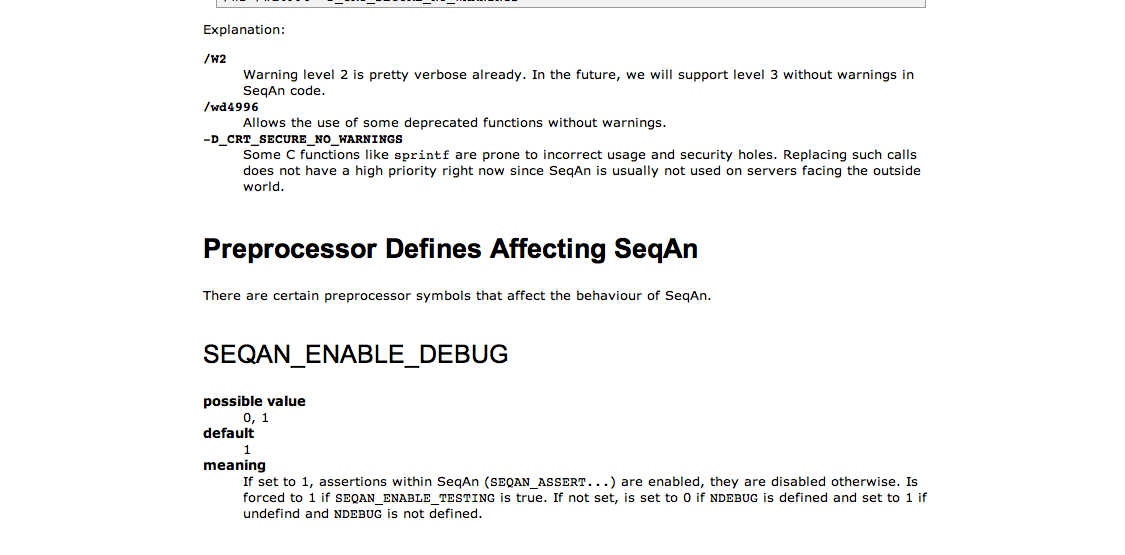 Explanation:
/W2
Warning level 2 is pretty verbose already. In the future, we will support level 3 without warnings in
SeqAn code.
/wd4996
Allows the use of some deprecated functions without warnings.
-D_CRT_SECURE_NO_WARNINGS
Some C functions like sprintf are prone to incorrect usage and security holes. Replacing such calls
does not have a high priority right now since SeqAn is usually not used on servers facing the outside
world.
Preprocessor Defines Affecting SeqAn
There are certain preprocessor symbols that affect the behaviour of SeqAn.
SEQAN_ENABLE_DEBUG
possible value
0, 1
default
1
meaning
If set to 1, assertions within SeqAn (SEQAN_ASSERT...) are enabled, they are disabled otherwise. Is
forced to 1 if SEQAN_ENABLE_TESTING is true. If not set, is set to 0 if NDEBUG is defined and set to 1 if
undefind and NDEBUG is not defined.